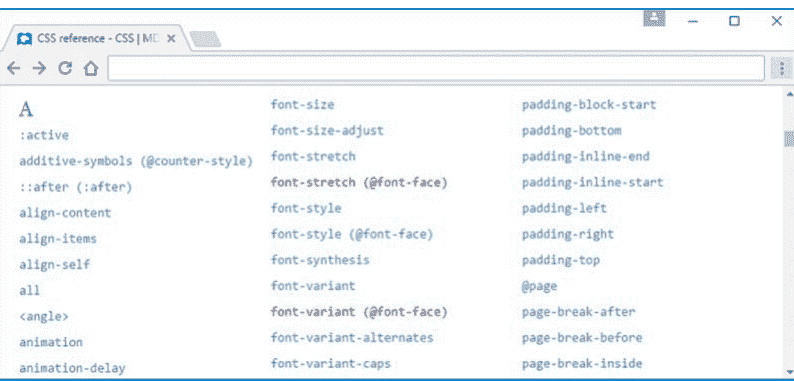 CSS reference - CSS | MD
A
:active
additive-symbols (@counter-style)
::after (:after)
align-content
align-items
align-self
all
<angle>
animation
animation-delay
font-size
font-size-adjust
font-stretch
font-stretch (@font-face)
font-style
font-style (@font-face)
font-synthesis
font-variant
font-variant (@font-face)
font-variant-alternates
font-variant-caps
padding-block-start
padding-bottom
padding-inline-end
padding-inline-start
padding-left
padding-right
padding-top
@page
page-break-after
page-break-before
page-break-inside